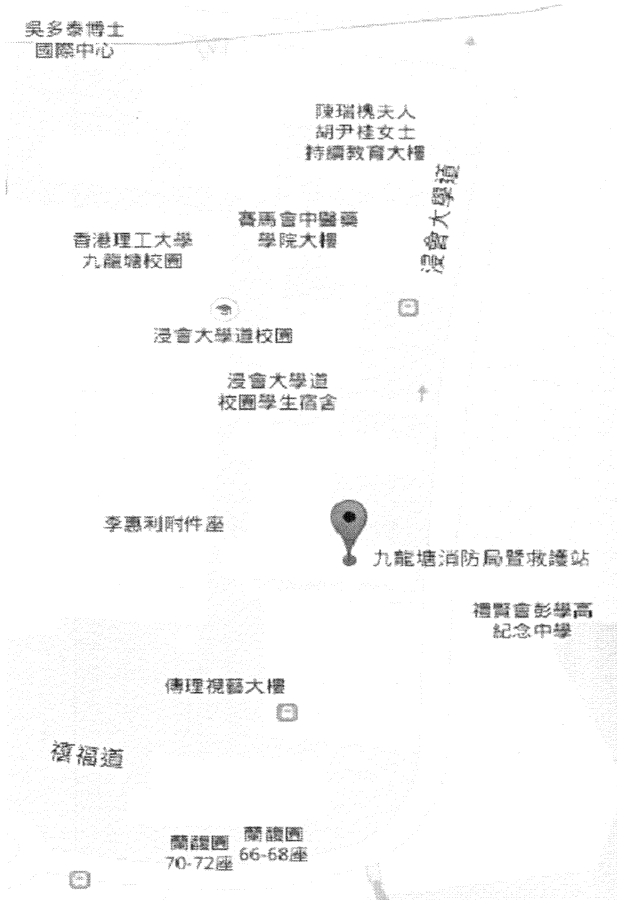 吳多泰博士
國際中心
陳瑞槐夫人
胡尹桂女士
持續教育大樓
浸會大學道
賽馬會中醫藥
學院大樓
香港理工大學
九龍塘校園
浸會大學道校園
浸會大學道
校園學生宿舍
李惠利附件座
九龍塘消防局暨救護站
禮賢會彭學高
紀念中學
傳理視藝大樓
禧福道
蘭馥園
70-72座
蘭馥園
66-68座